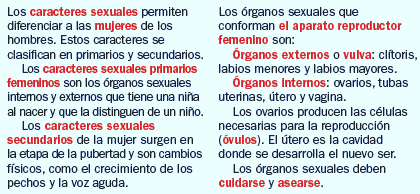 Los caracteres sexuales permiten
diferenciar a las mujeres de los
hombres. Estos caracteres se
clasifican en primarios y secundarios.
Los caracteres sexuales primarios
femeninos son los órganos sexuales
internos y externos que tiene una niña
al nacer y que la distinguen de un niño.
Los caracteres sexuales
secundarios de la mujer surgen en
la etapa de la pubertad y son cambios
físicos, como el crecimiento de los
pechos y la voz aguda.
Los órganos sexuales que
conforman el aparato reproductor
femenino son:
Órganos externos o vulva: clítoris,
labios menores y labios mayores.
Órganos Internos: ovarios, tubas
uterinas, útero y vagina.
Los ovarios producen las células
necesarias para la reproducción
(óvulos). El útero es la cavidad
donde se desarrolla el nuevo ser.
Los órganos sexuales deben
cuidarse y asearse.